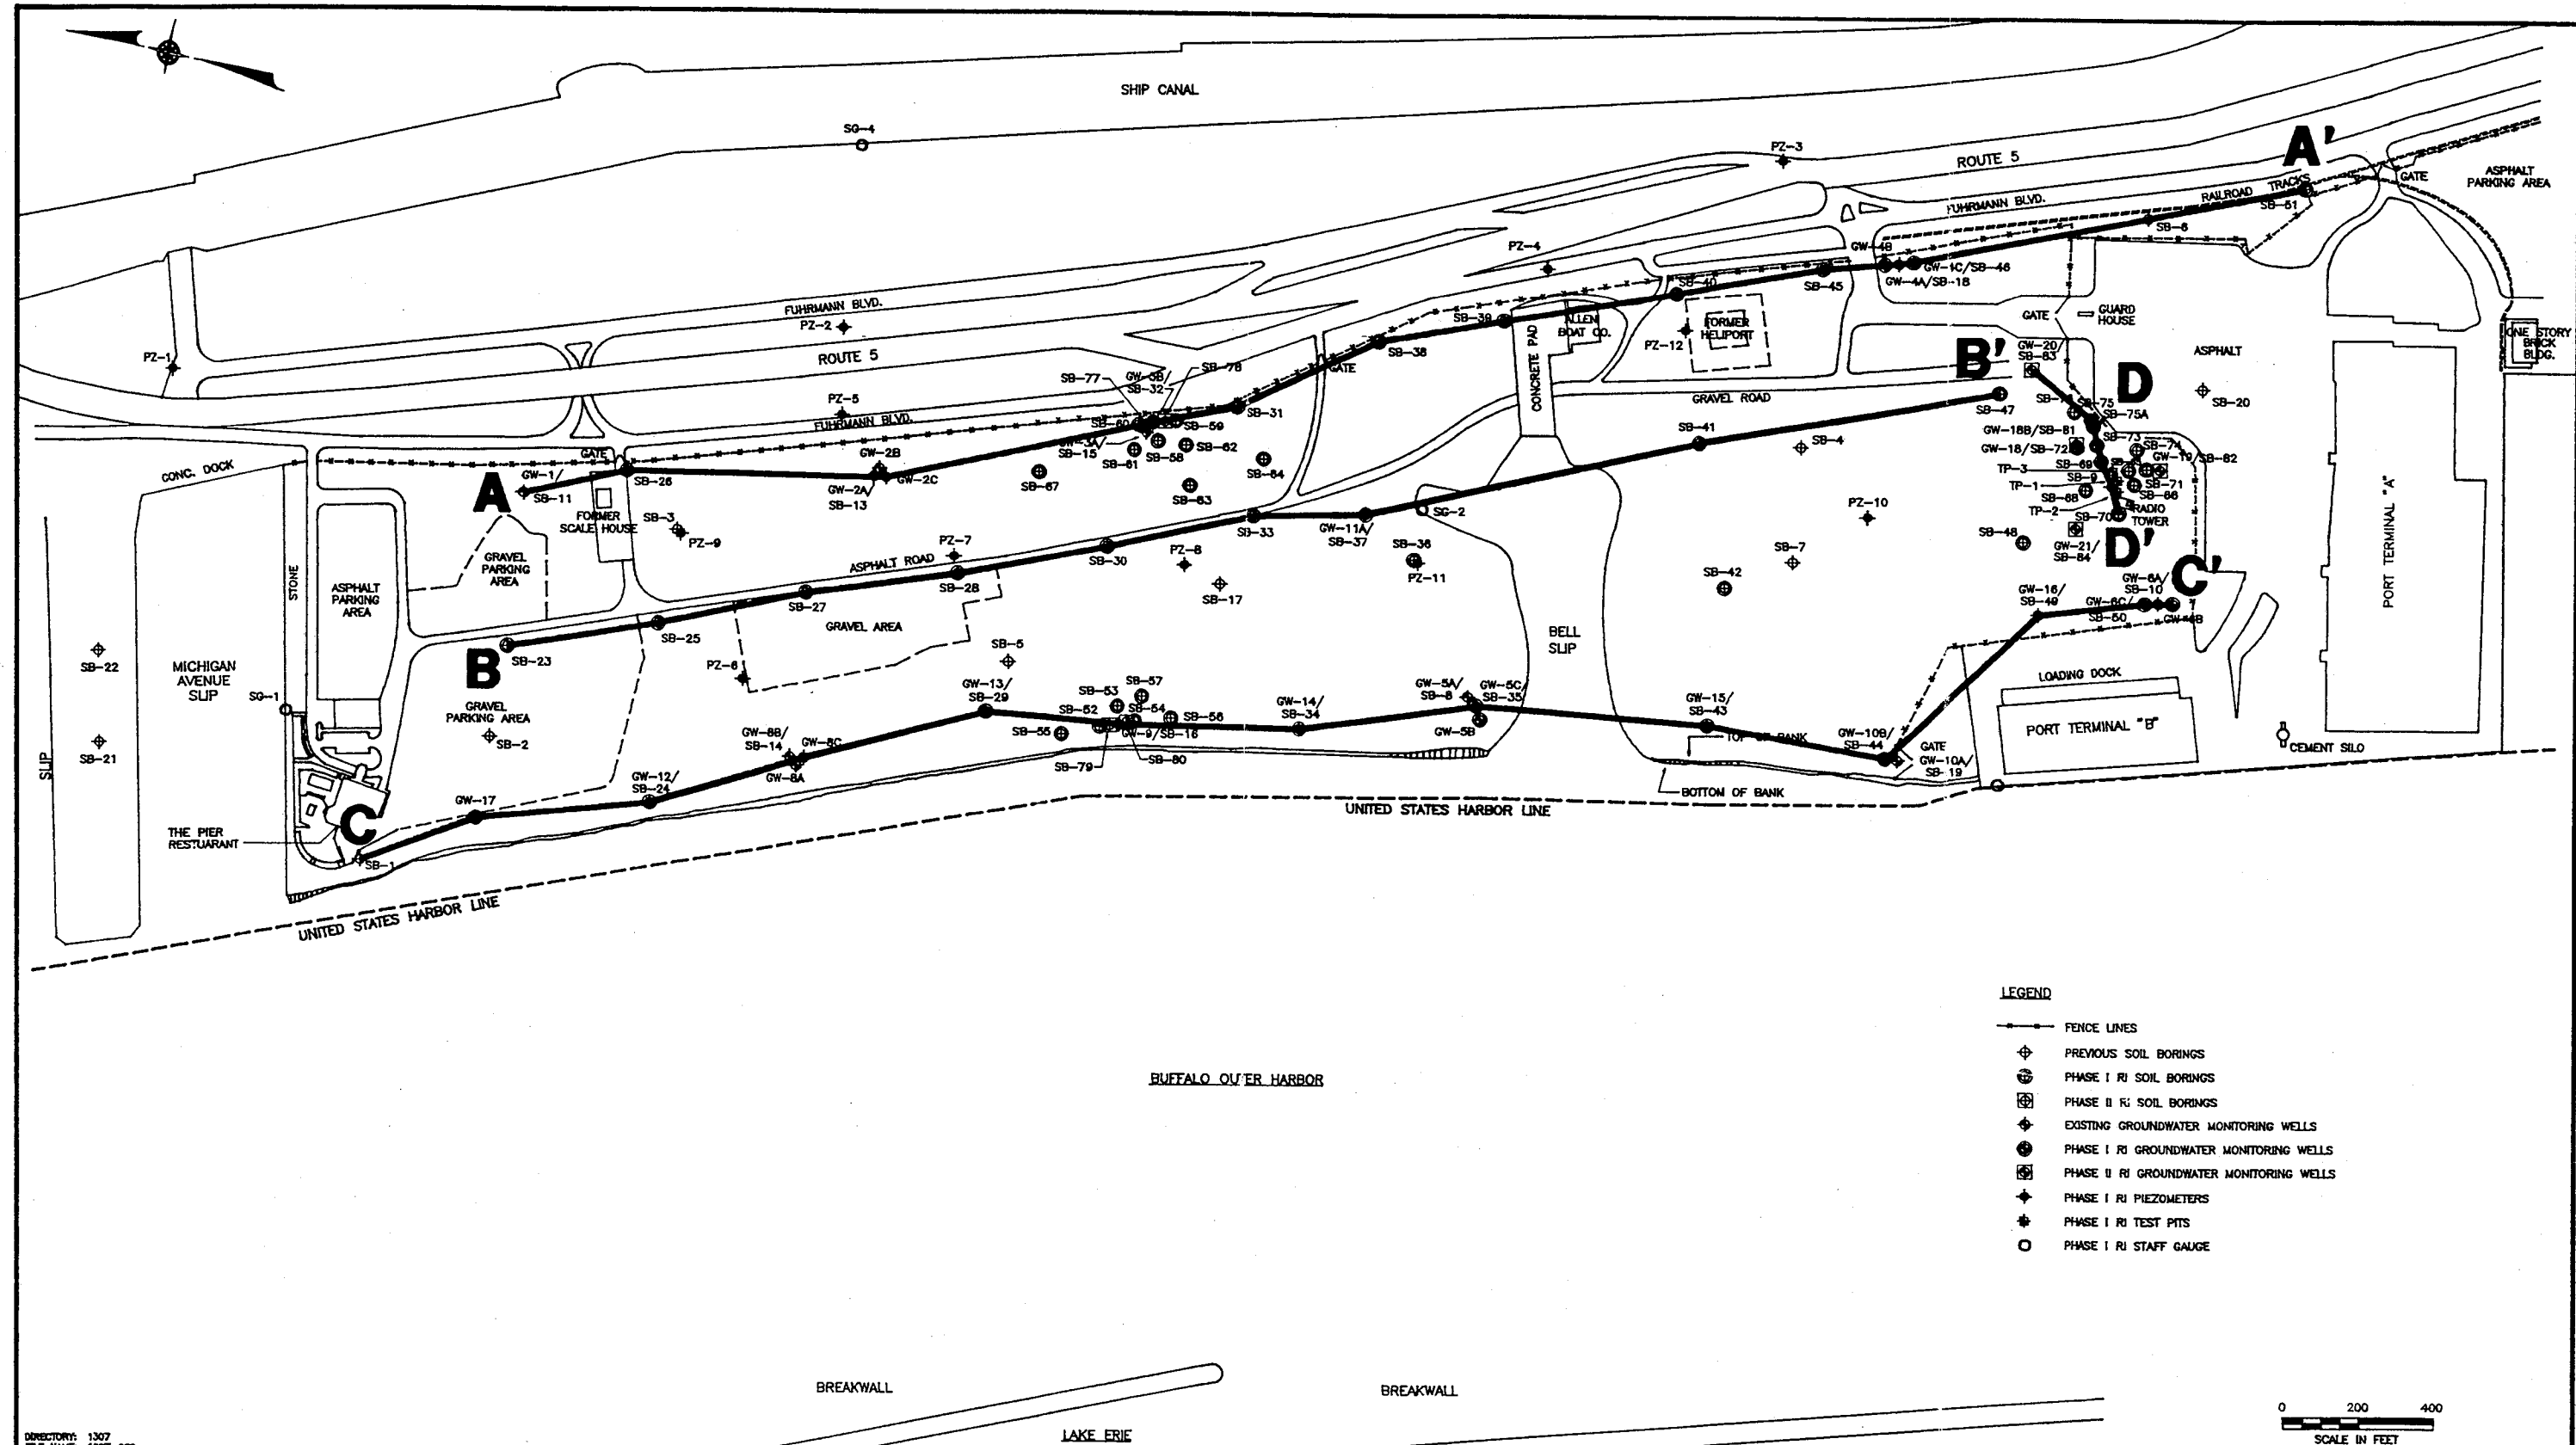 SHIP CANAL
SG-4
PZ-3
ROUTE 5
A'
RAILROAD TRACKS
GATE
ASPHALT
PARKING AREA
FUHRMANN BLVD.
SB-51
SB-6
PZ-4
GW-4B
GW-4A/SB-18
SB-45
SB-40
SB-39
ALLEN
BOAT CO.
FORMER
HELIPORT
PZ-12
CONCRETE PAD
GATE
GUARD
HOUSE
ASPHALT
ONE STORY
BRICK
BLDG.
FUHRMANN BLVD.
PZ-2
PZ-1
ROUTE 5
PZ-5
FUHRMANN BLVD.
SB-77
SB-32
SB-78
SB-38
GATE
SB-31
SB-60
SB-59
SB-15
SB-61
SB-58
SB-62
SB-64
SB-63
SB-67
GRAVEL ROAD
B'
GW-20
SB-83
SB-47
D
SB-75
SB-75A
GW-18B/SB-81
GW-18/SB-72
SB-73
SB-74
GW-19/SB-82
SB-69
TP-3
SB-9
TP-1
SB-71
SB-66
SB-68
TP-2
SB-70
RADIO
TOWER
SB-20
SB-48
GW-21/
SB-84
D'
SB-41
SB-4
PZ-10
SB-7
SB-42
CONC. DOCK
GATE
A
GW-1/
SB-11
SB-26
GW-2B
GW-2A/
SB-13
GW-2C
FORMER
SCALE HOUSE
SB-3
PZ-9
PZ-7
ASPHALT ROAD
SB-28
SB-30
PZ-8
SB-17
SB-33
GW-11A/
SB-37
SG-2
SB-36
PZ-11
GRAVEL
PARKING
AREA
STONE
ASPHALT
PARKING
AREA
SB-27
SB-25
GRAVEL AREA
SB-5
PZ-6
B
SB-23
BELL
SLIP
C'
GW-6A/
SB-10
GW-6C/
SB-50
GW-16/
SB-49
PORT TERMINAL "A"
LOADING DOCK
PORT TERMINAL "B"
CEMENT SILO
SB-22
SB-21
SLIP
MICHIGAN
AVENUE
SLIP
SG-1
GRAVEL
PARKING AREA
SB-2
GW-8B/
SB-14
GW-8C
GW-8A
GW-13/
SB-29
SB-57
SB-53
SB-52
SB-54
SB-56
SB-55
GW-9/SB-16
SB-79
SB-80
GW-14/
SB-34
GW-5A/
SB-8
GW-5C/
SB-35
GW-5B
GW-15/
SB-43
TOP OF BANK
BOTTOM OF BANK
GW-10B/
SB-44
GATE
GW-10A/
SB-19
GW-12/
SB-24
GW-17
C
SB-1
THE PIER
RESTUARANT
UNITED STATES HARBOR LINE
UNITED STATES HARBOR LINE
BUFFALO OUTER HARBOR
LEGEND
FENCE LINES
PREVIOUS SOIL BORINGS
PHASE I RI SOIL BORINGS
PHASE II RI SOIL BORINGS
EXISTING GROUNDWATER MONITORING WELLS
PHASE I RI GROUNDWATER MONITORING WELLS
PHASE II RI GROUNDWATER MONITORING WELLS
PHASE I RI PIEZOMETERS
PHASE I RI TEST PITS
PHASE I RI STAFF GAUGE
BREAKWALL
BREAKWALL
LAKE ERIE
0 200 400
SCALE IN FEET
DIRECTORY: 1307